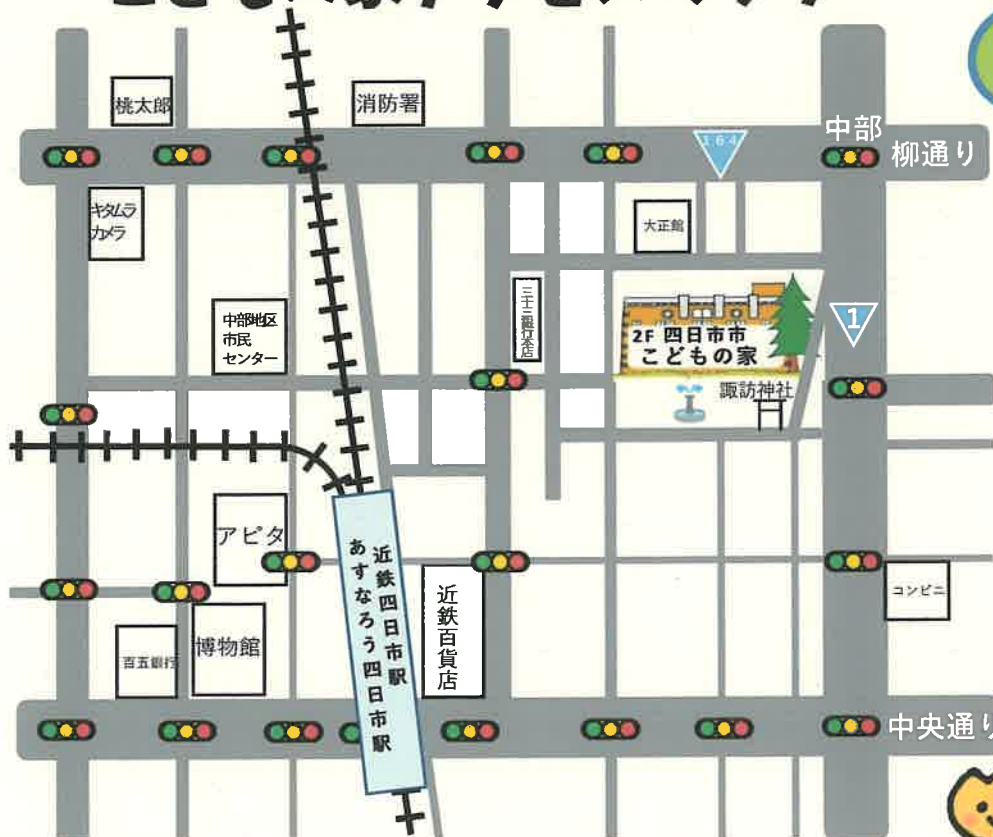 桃太郎
消防署
中部
柳通り
164
キタムラ
カメラ
大正館
中部地区
市民
センター
三十三銀行本店
1
2F 四日市市
こどもの家
諏訪神社
アピタ
近鉄四日市駅
あすなろう四日市駅
近鉄百貨店
コンビニ
百五銀行
博物館
中央通り